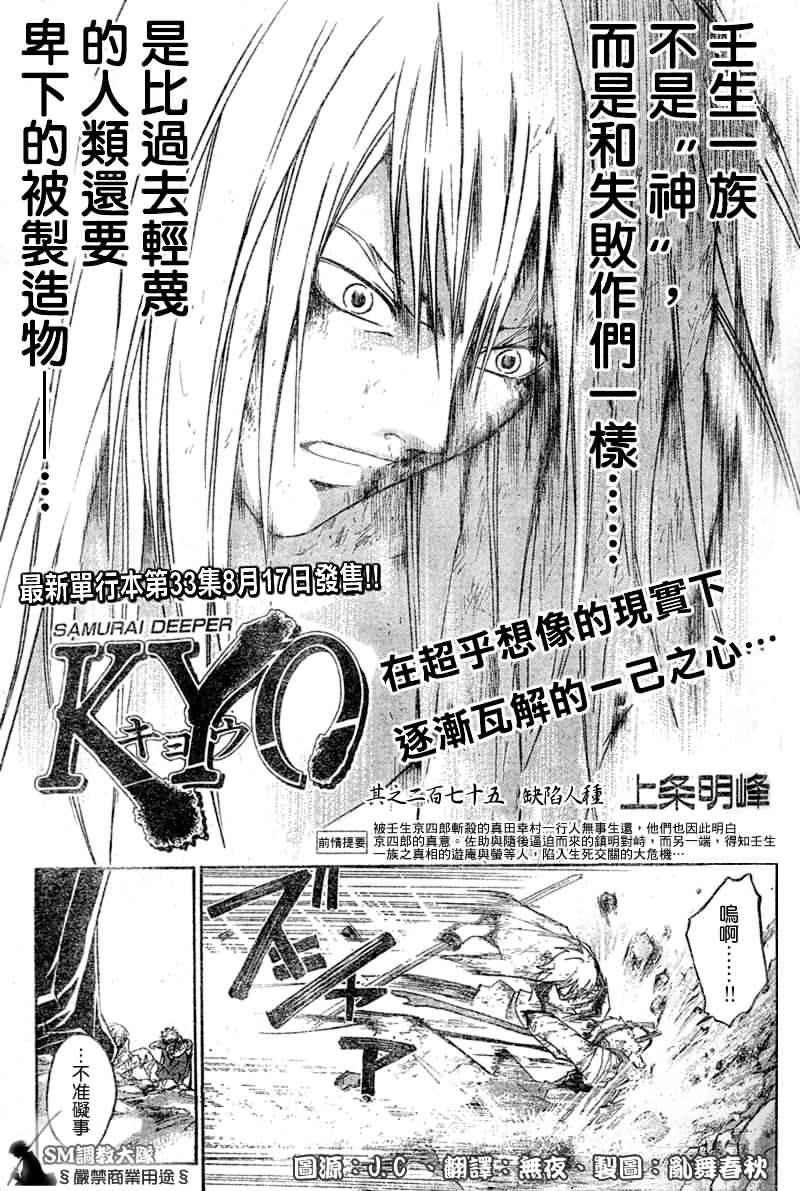 壬生一族
不是〝神〞，
而是和失敗作們一樣……
是比過去輕蔑
的人類還要
卑下的被製造物——…
最新單行本第33集8月17日發售!!
SAMURAI DEEPER
KYO
キョウ
在超乎想像的現實下
逐漸瓦解的一己之心…
其之二百七十五 缺陷人種
上条明峰
前情提要
被壬生京四郎斬殺的真田幸村一行人無事生還，他們也因此明白
京四郎的真意。佐助與隨後逼迫而來的鎮明對峙，而另一端，得知壬生
一族之真相的遊庵與螢等人，陷入生死交關的大危機…
嗚啊……!!
ズシャア
…不准礙事
SM調教大隊
§嚴禁商業用途§
圖源：J.C、翻譯：無夜、製圖：亂舞春秋